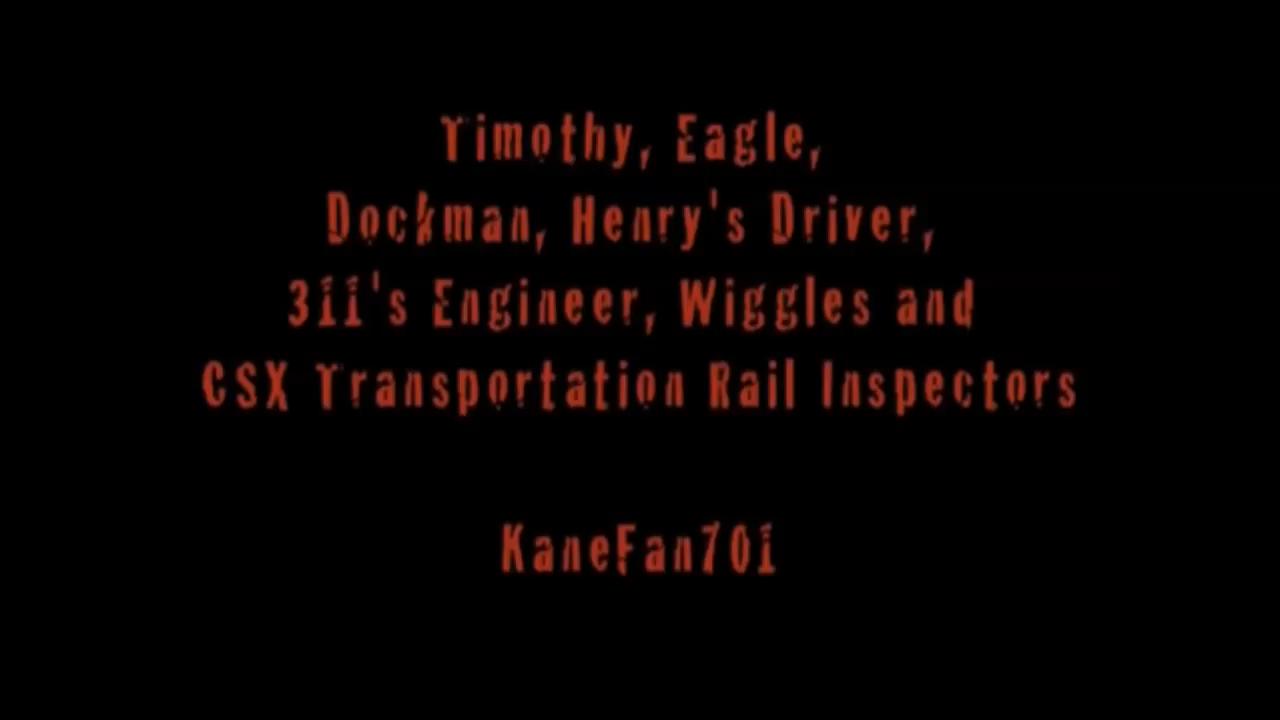 Timothy, Eagle,
Dockman, Henry's Driver,
311's Engineer, Wiggles and
CSX Transportation Rail Inspectors
KaneFan701